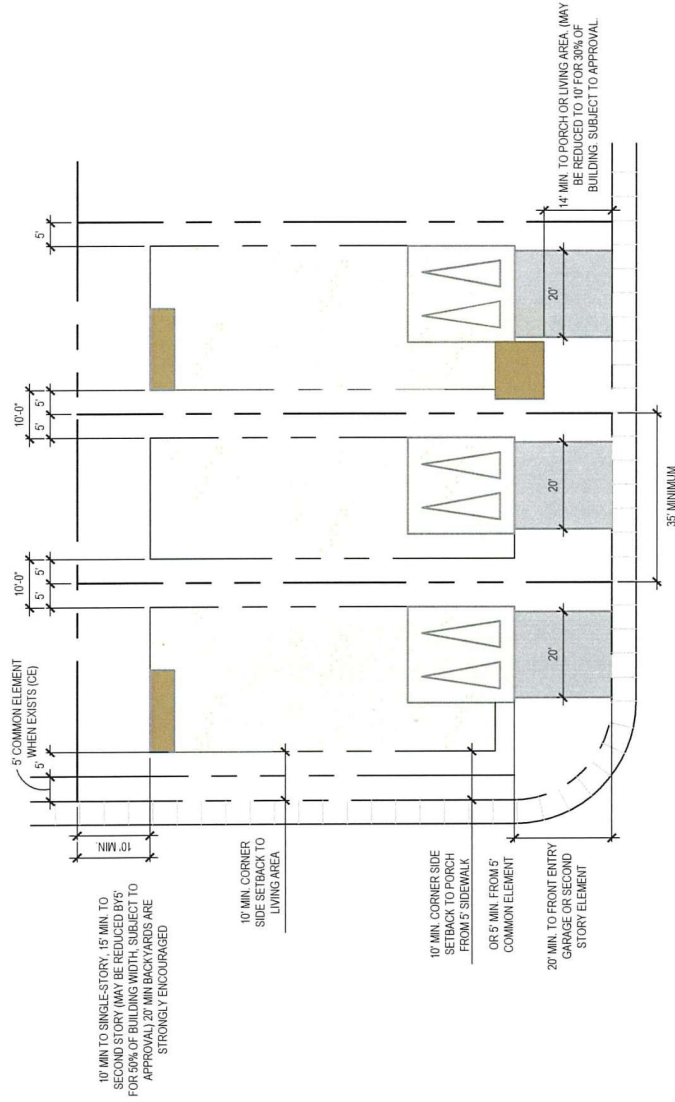 5'
10'-0"
5'
5'
10'-0"
5'
5'
5' COMMON ELEMENT
WHEN EXISTS (CE)
5'
10' MIN.
10' MIN TO SINGLE-STORY, 15' MIN. TO
SECOND STORY (MAY BE REDUCED BY5'
FOR 50% OF BUILDING WIDTH, SUBJECT TO
APPROVAL) 20' MIN BACKYARDS ARE
STRONGLY ENCOURAGED
10' MIN. CORNER
SIDE SETBACK TO
LIVING AREA
10' MIN. CORNER SIDE
SETBACK TO PORCH
FROM 5' SIDEWALK
OR 5' MIN. FROM 5'
COMMON ELEMENT
20' MIN. TO FRONT ENTRY
GARAGE OR SECOND
STORY ELEMENT
20'
20'
20'
35' MINIMUM
14' MIN. TO PORCH OR LIVING AREA. (MAY
BE REDUCED TO 10' FOR 30% OF
BUILDING. SUBJECT TO APPROVAL.